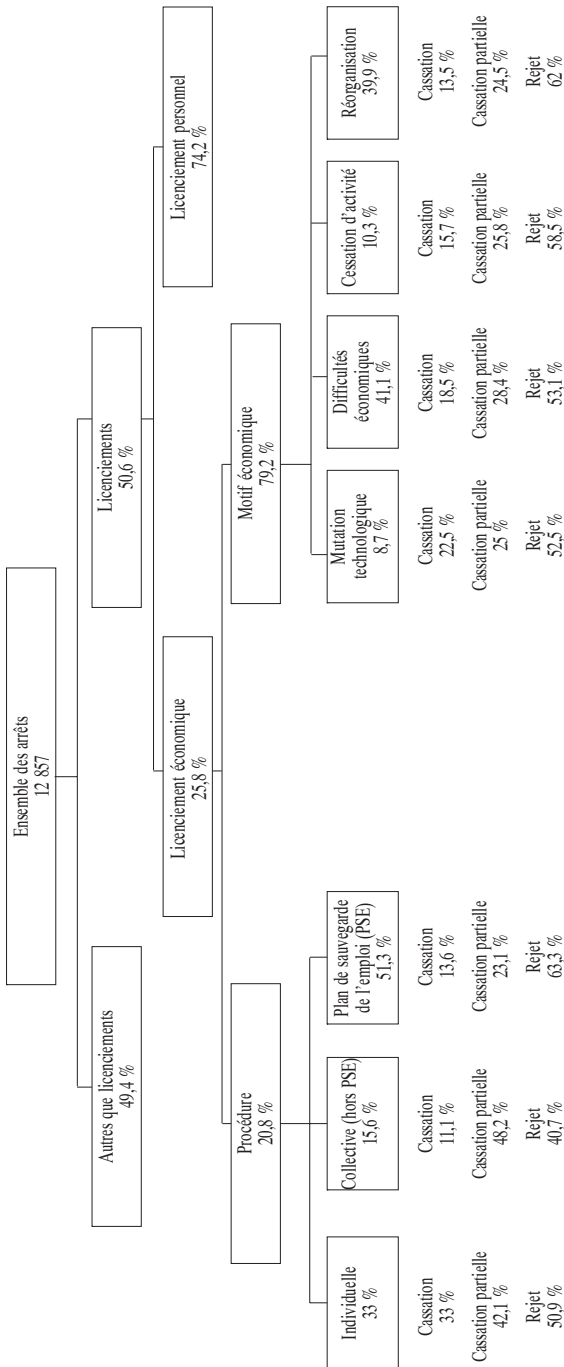 Ensemble des arrêts
12 857
Autres que licenciements
49,4 %
Licenciements
50,6 %
Licenciement économique
25,8 %
Licenciement personnel
74,2 %
Procédure
20,8 %
Motif économique
79,2 %
Individuelle
33 %
Collective (hors PSE)
15,6 %
Plan de sauvegarde
de l'emploi (PSE)
51,3 %
Mutation
technologique
8,7 %
Difficultés
économiques
41,1 %
Cessation d'activité
10,3 %
Réorganisation
39,9 %
Cassation
33 %
Cassation partielle
42,1 %
Rejet
50,9 %
Cassation
11,1 %
Cassation partielle
48,2 %
Rejet
40,7 %
Cassation
13,6 %
Cassation partielle
23,1 %
Rejet
63,3 %
Cassation
22,5 %
Cassation partielle
25 %
Rejet
52,5 %
Cassation
18,5 %
Cassation partielle
28,4 %
Rejet
53,1 %
Cassation
15,7 %
Cassation partielle
25,8 %
Rejet
58,5 %
Cassation
13,5 %
Cassation partielle
24,5 %
Rejet
62 %